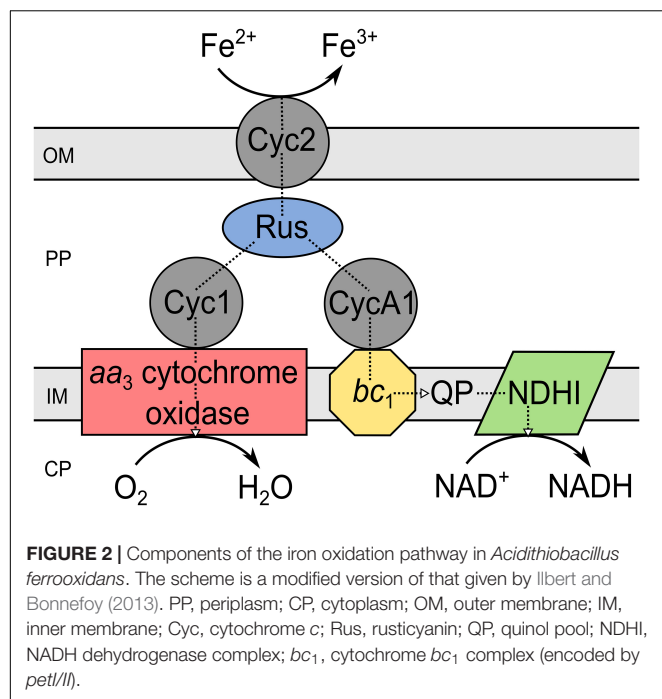 Fe2+ Fe3+
Cyc2
OM
Rus
PP
Cyc1 CycA1
aa3 cytochrome
oxidase
IM
bc1 QP NDHI
CP
O2 H2O NAD+ NADH
FIGURE 2 | Components of the iron oxidation pathway in Acidithiobacillus
ferrooxidans. The scheme is a modified version of that given by Ilbert and
Bonnefoy (2013). PP, periplasm; CP, cytoplasm; OM, outer membrane; IM,
inner membrane; Cyc, cytochrome c; Rus, rusticyanin; QP, quinol pool; NDHI,
NADH dehydrogenase complex; bc1, cytochrome bc1 complex (encoded by
petI/II).